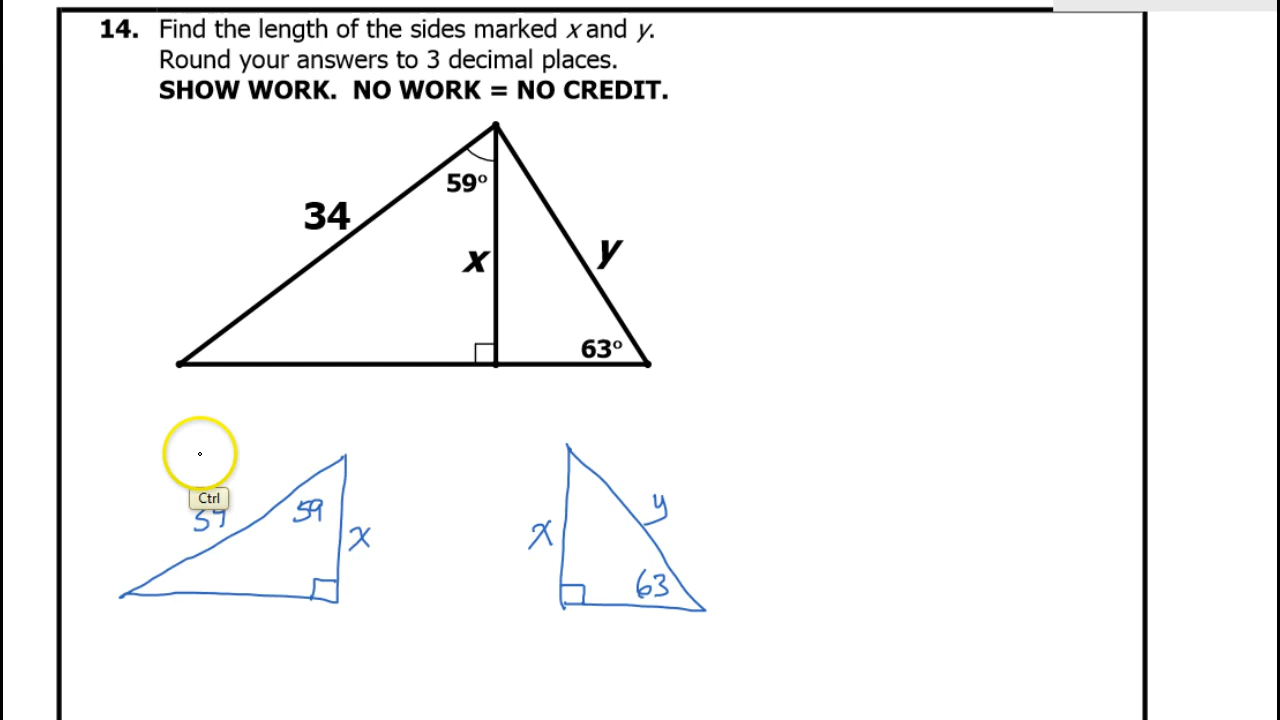 14. Find the length of the sides marked x and y.
Round your answers to 3 decimal places.
SHOW WORK. NO WORK = NO CREDIT.
59°
34
x
y
63°
Ctrl
59
x
x
y
63